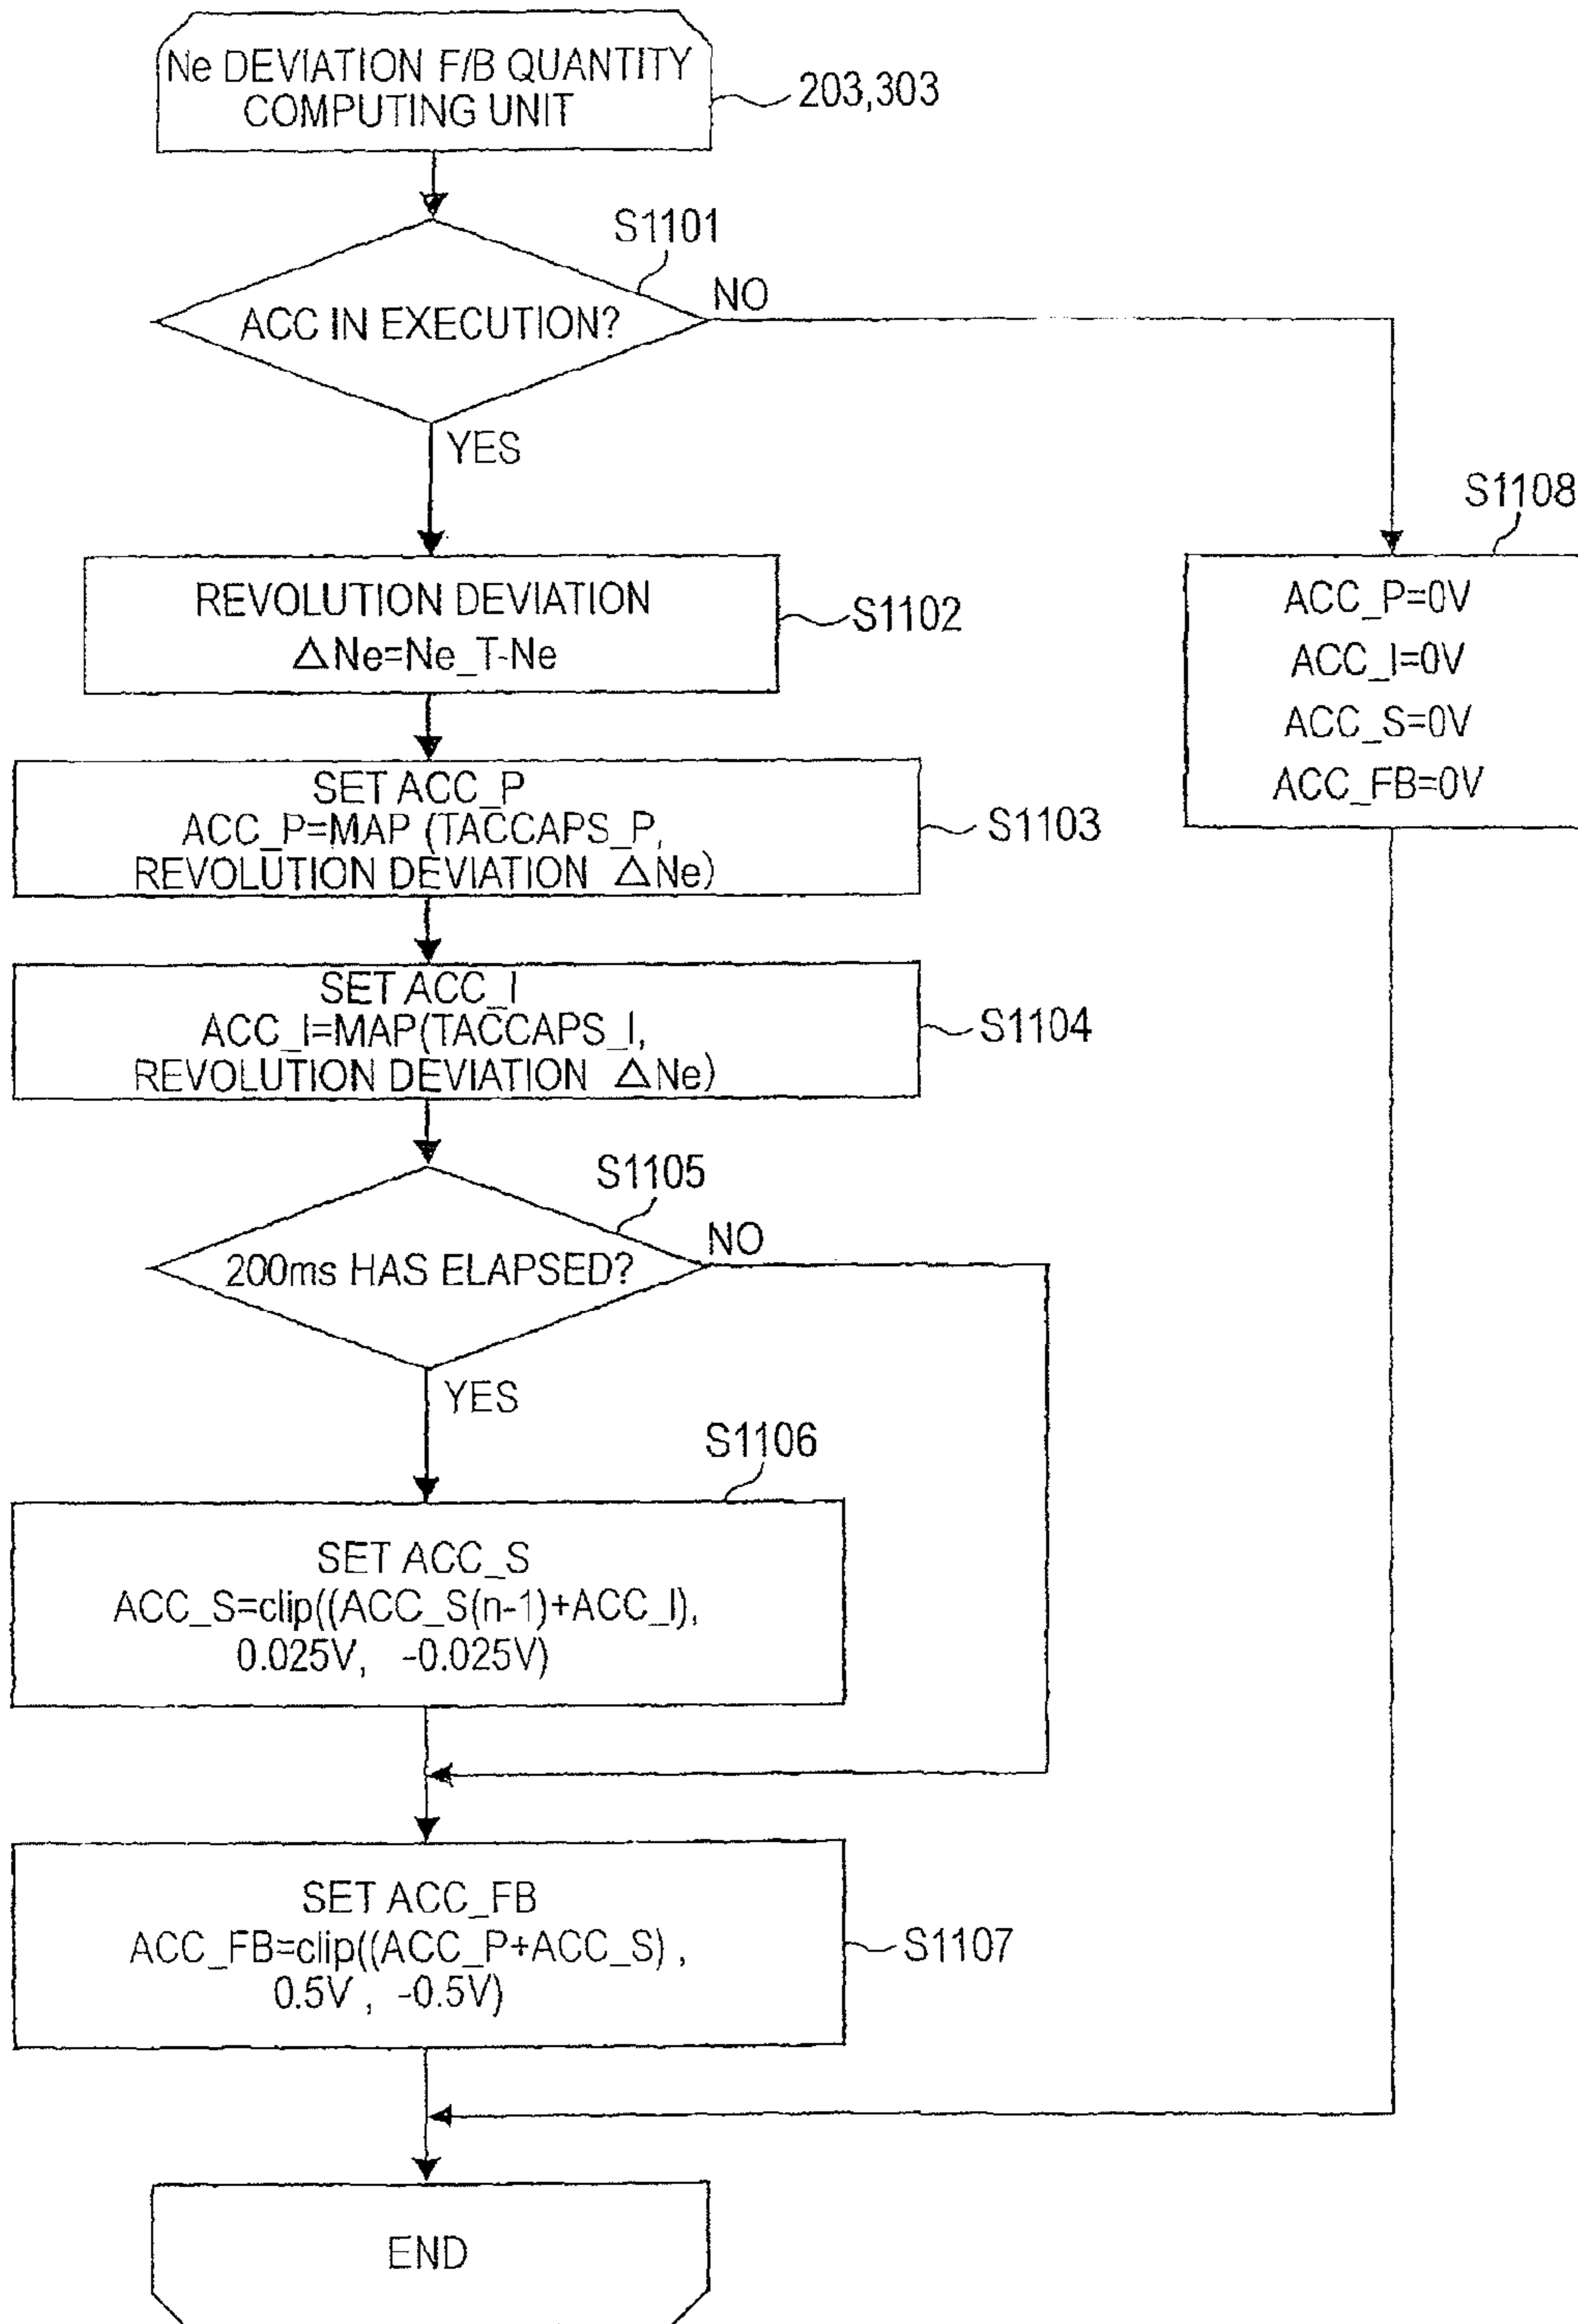 Ne DEVIATION F/B QUANTITY
COMPUTING UNIT
203,303
S1101
ACC IN EXECUTION?
NO
YES
S1108
ACC_P=0V
ACC_I=0V
ACC_S=0V
ACC_FB=0V
REVOLUTION DEVIATION
△Ne=Ne_T-Ne
S1102
SET ACC_P
ACC_P=MAP (TACCAPS_P,
REVOLUTION DEVIATION △Ne)
S1103
SET ACC_I
ACC_I=MAP(TACCAPS_I,
REVOLUTION DEVIATION △Ne)
S1104
S1105
200ms HAS ELAPSED?
NO
YES
S1106
SET ACC_S
ACC_S=clip((ACC_S(n-1)+ACC_I),
0.025V, -0.025V)
SET ACC_FB
ACC_FB=clip((ACC_P+ACC_S) ,
0.5V , -0.5V)
S1107
END